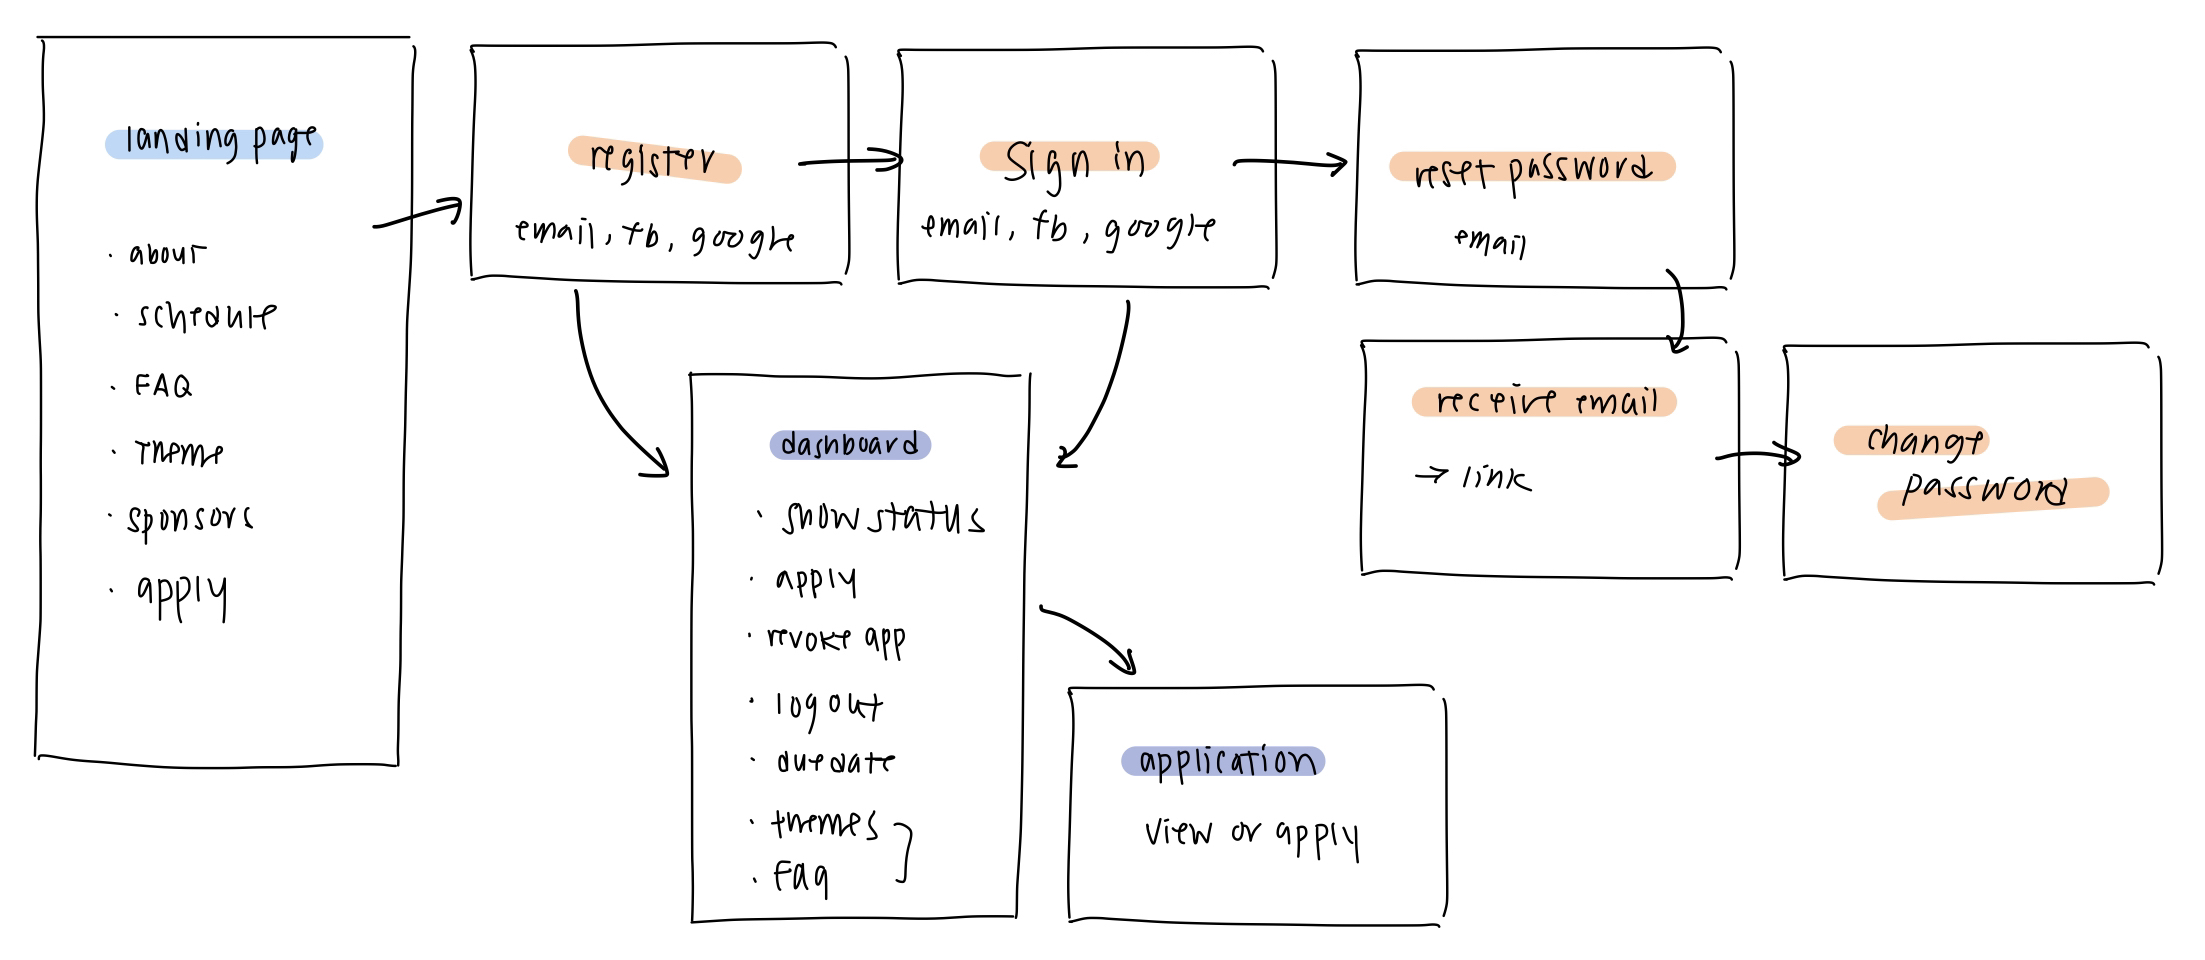 landing page
· about
· schedule
· FAQ
· Theme
· sponsors
· apply
register
email, fb, google
Sign in
email, fb, google
reset password
email
receive email
→ link
change
password
dashboard
· show status
· apply
· revoke app
· logout
· due date
· themes
· Faq
application
view or apply